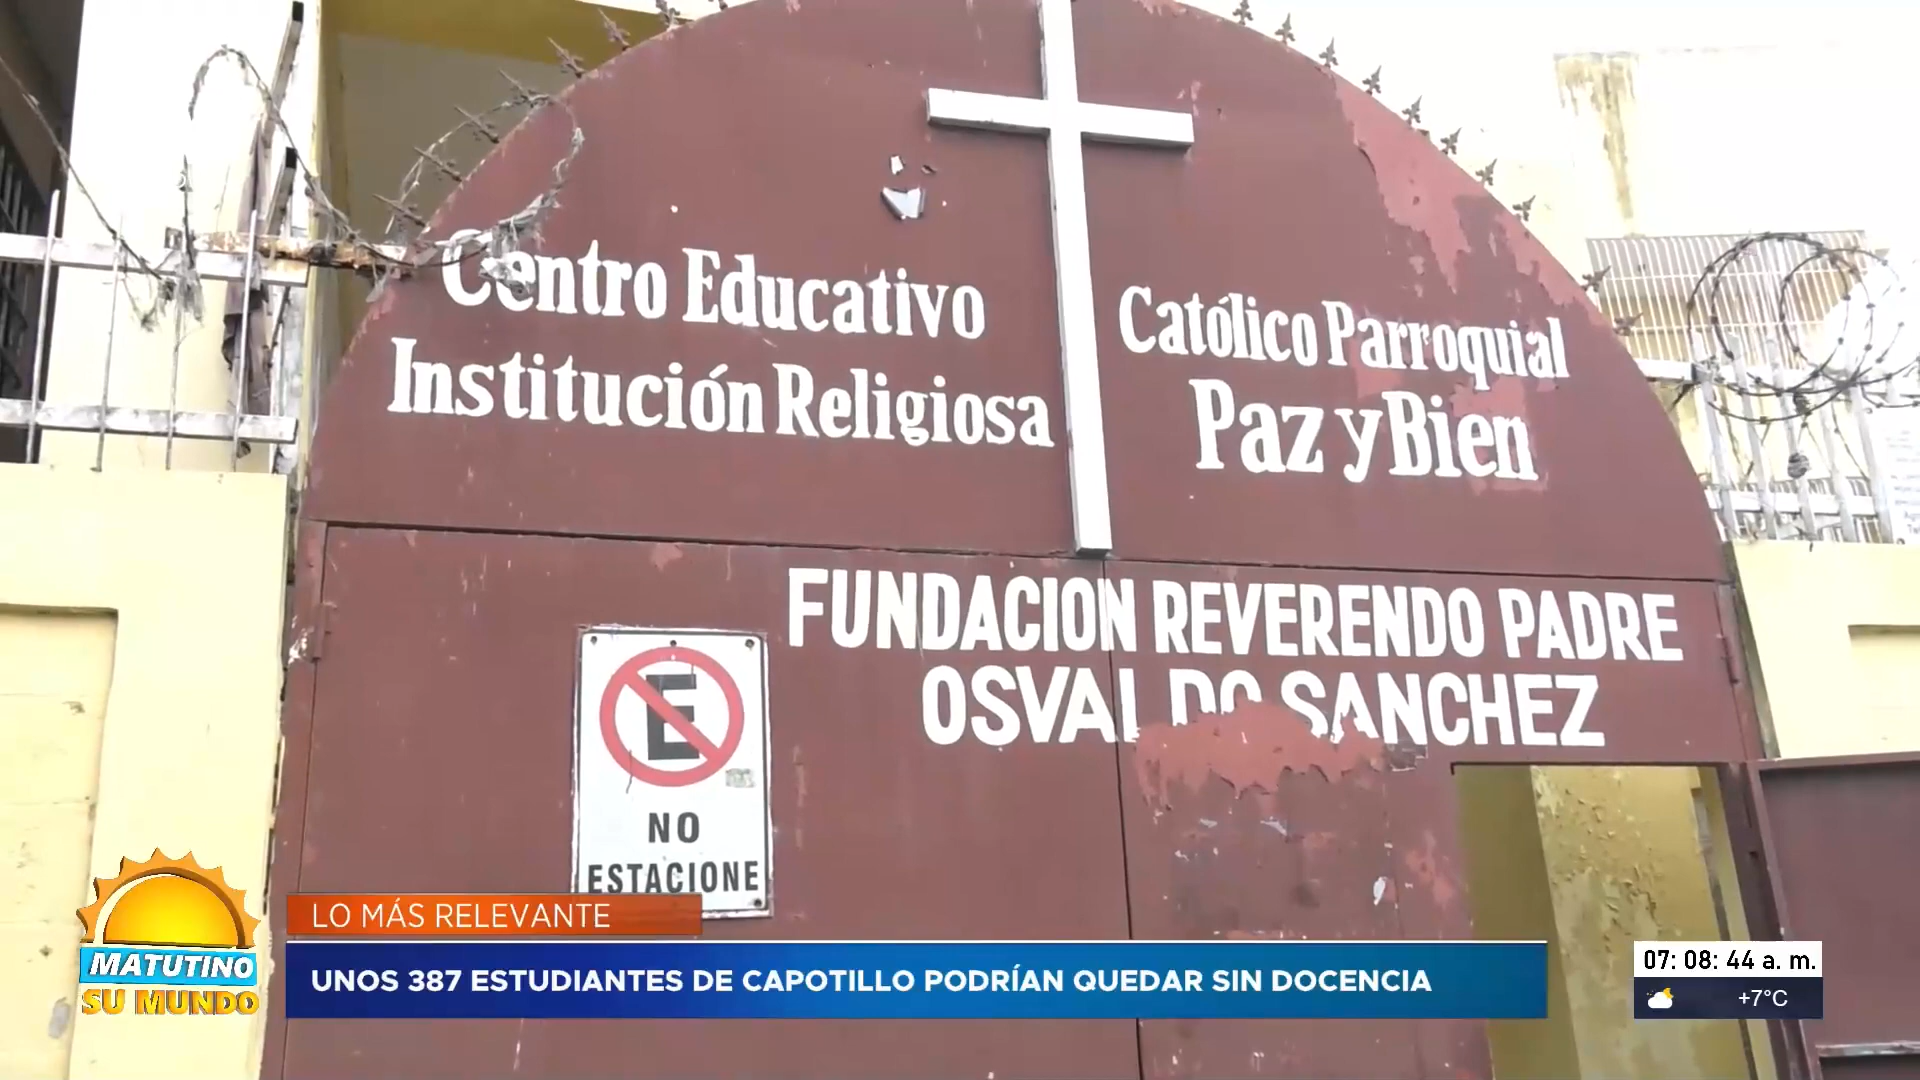 Centro Educativo
Institución Religiosa
Católico Parroquial
Paz y Bien
FUNDACION REVERENDO PADRE
OSVALDO SANCHEZ
E
NO
ESTACIONE
LO MÁS RELEVANTE
UNOS 387 ESTUDIANTES DE CAPOTILLO PODRÍAN QUEDAR SIN DOCENCIA
MATUTINO
SU MUNDO
07: 08: 44 a. m.
+7°C